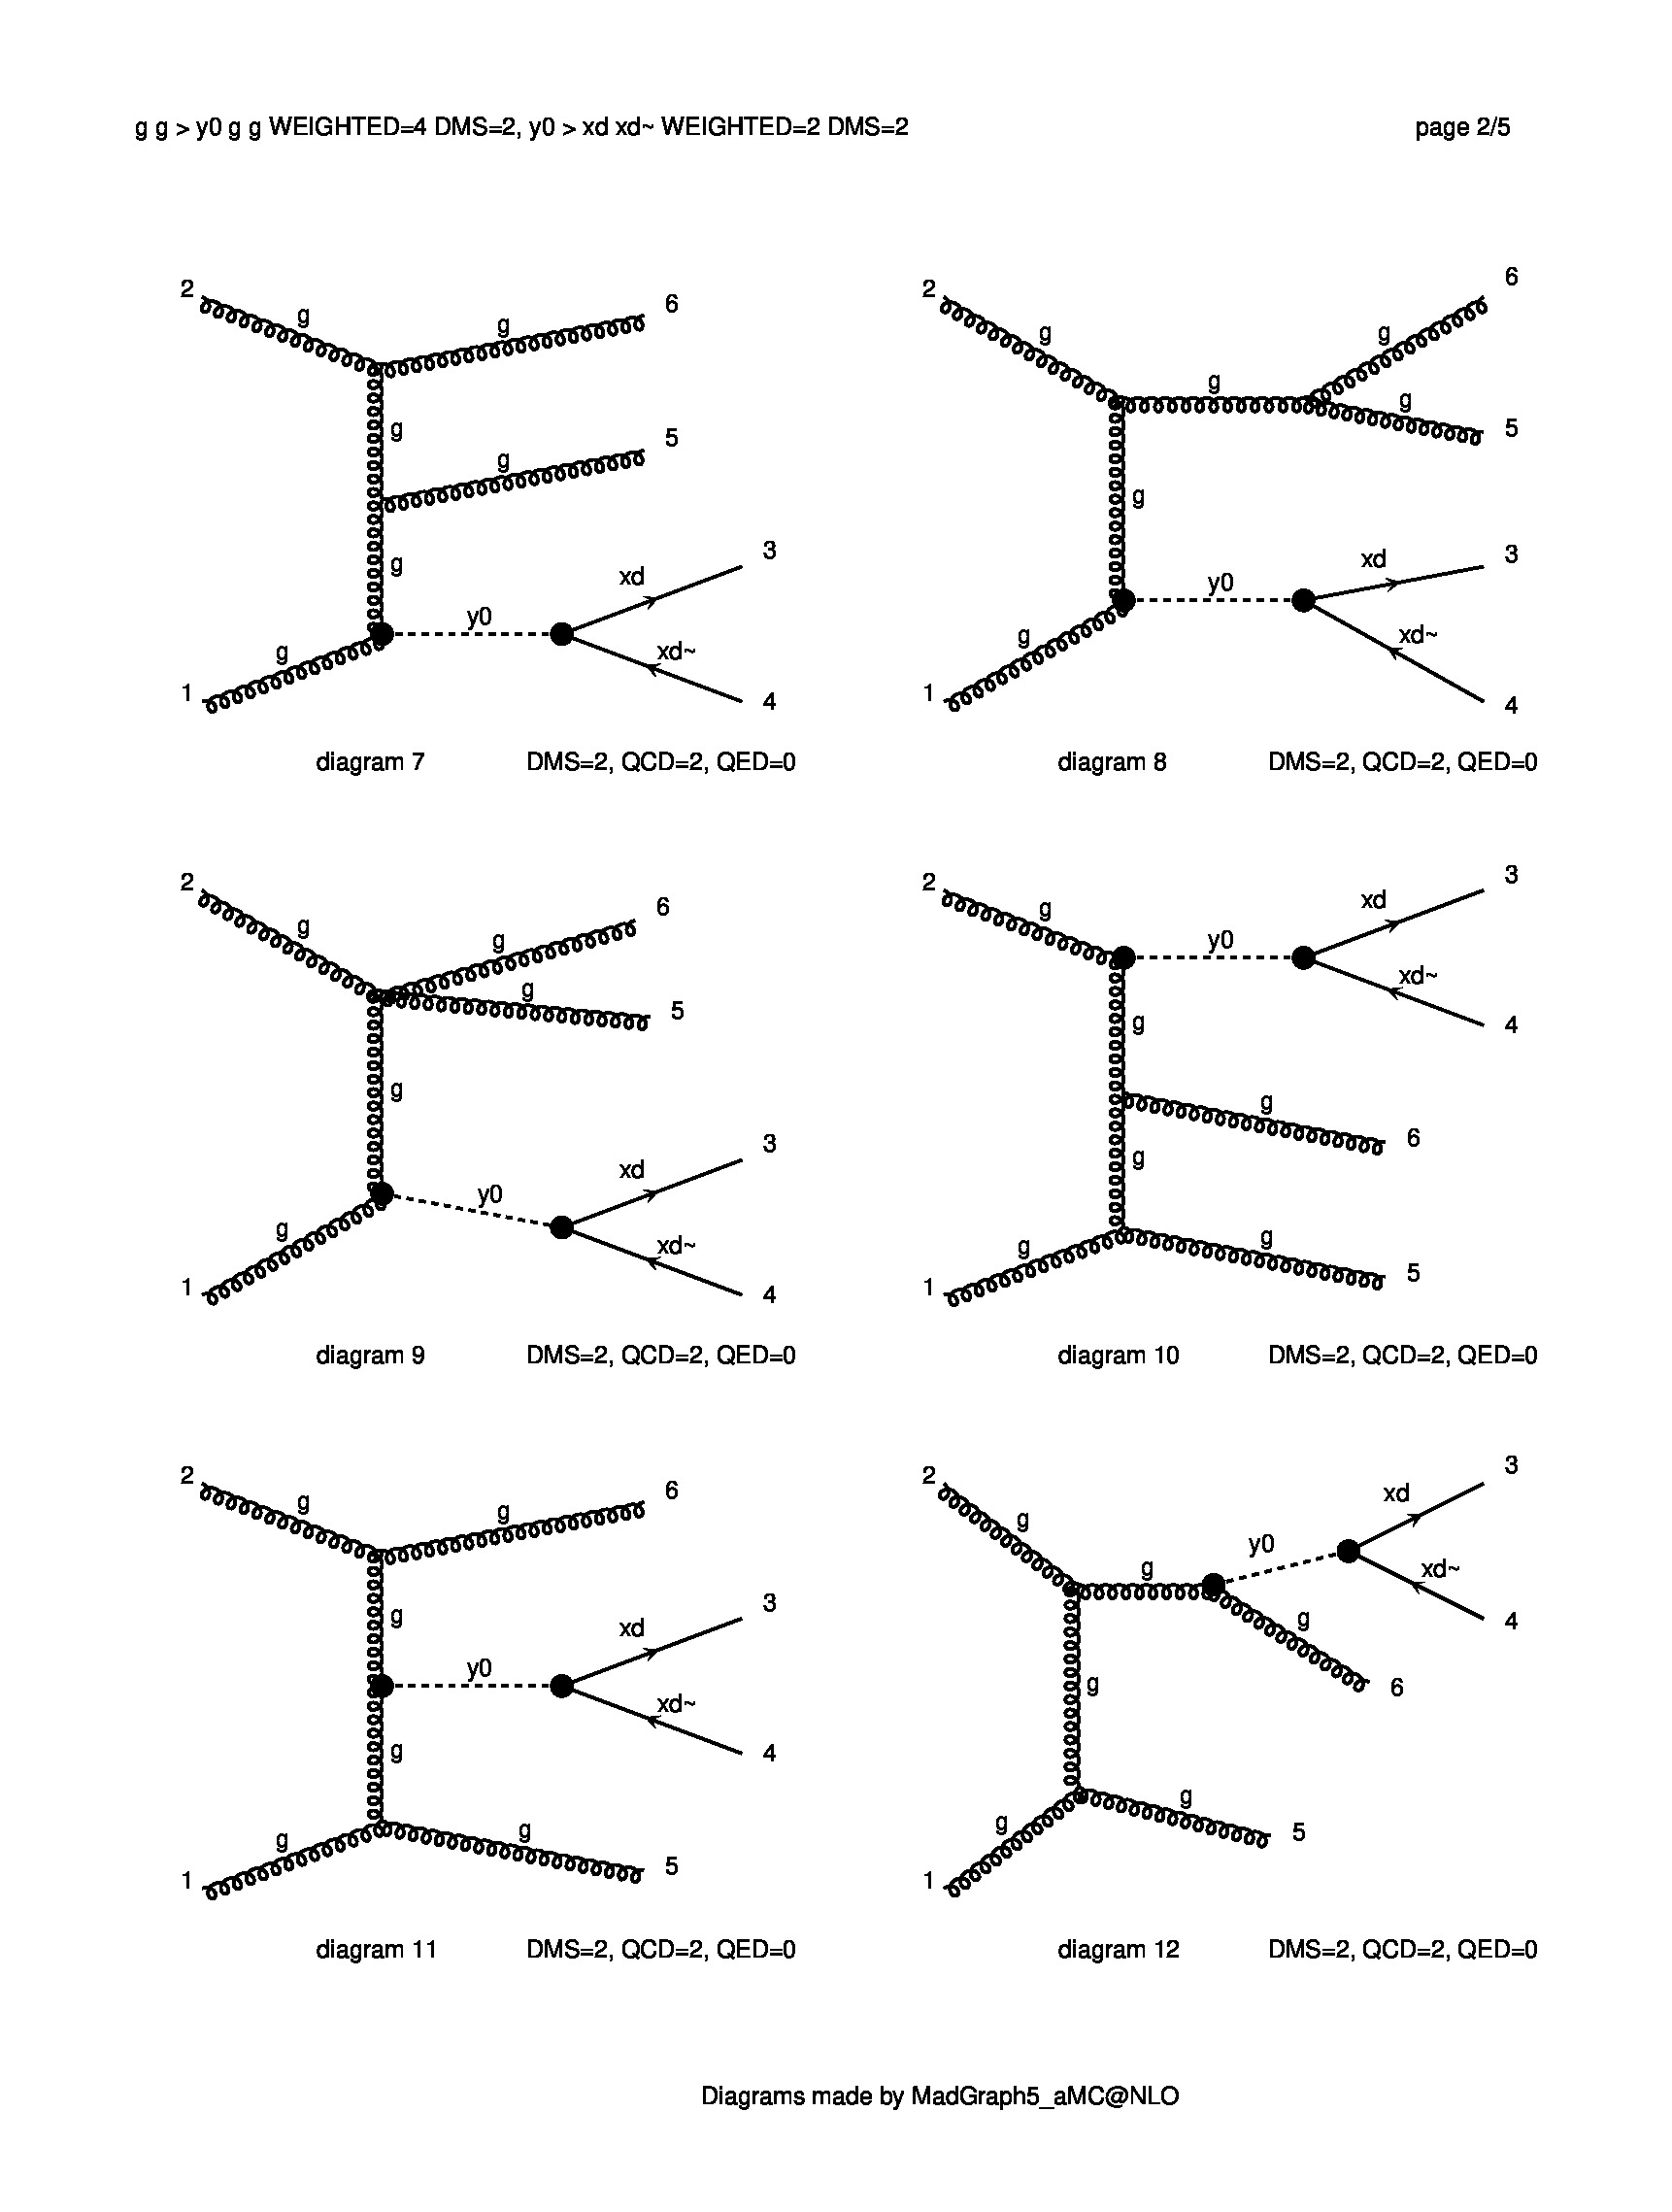 g g > y0 g g WEIGHTED=4 DMS=2, y0 > xd xd~ WEIGHTED=2 DMS=2 page 2/5
2 g g 6
g
g 5
g
y0 xd 3
g xd~
1 4
diagram 7 DMS=2, QCD=2, QED=0
2 g g g 6
g 5
g
y0 xd 3
g xd~
1 4
diagram 8 DMS=2, QCD=2, QED=0
2 g g 6
g 5
g
y0 xd 3
g xd~
1 4
diagram 9 DMS=2, QCD=2, QED=0
2 g y0 xd 3
xd~
g 4
g 6
g
g g 5
1
diagram 10 DMS=2, QCD=2, QED=0
2 g g 6
g
y0 xd 3
xd~
g 4
g g 5
1
diagram 11 DMS=2, QCD=2, QED=0
2 g g y0 xd 3
xd~
g 4
g 6
g g 5
1
diagram 12 DMS=2, QCD=2, QED=0
Diagrams made by MadGraph5_aMC@NLO